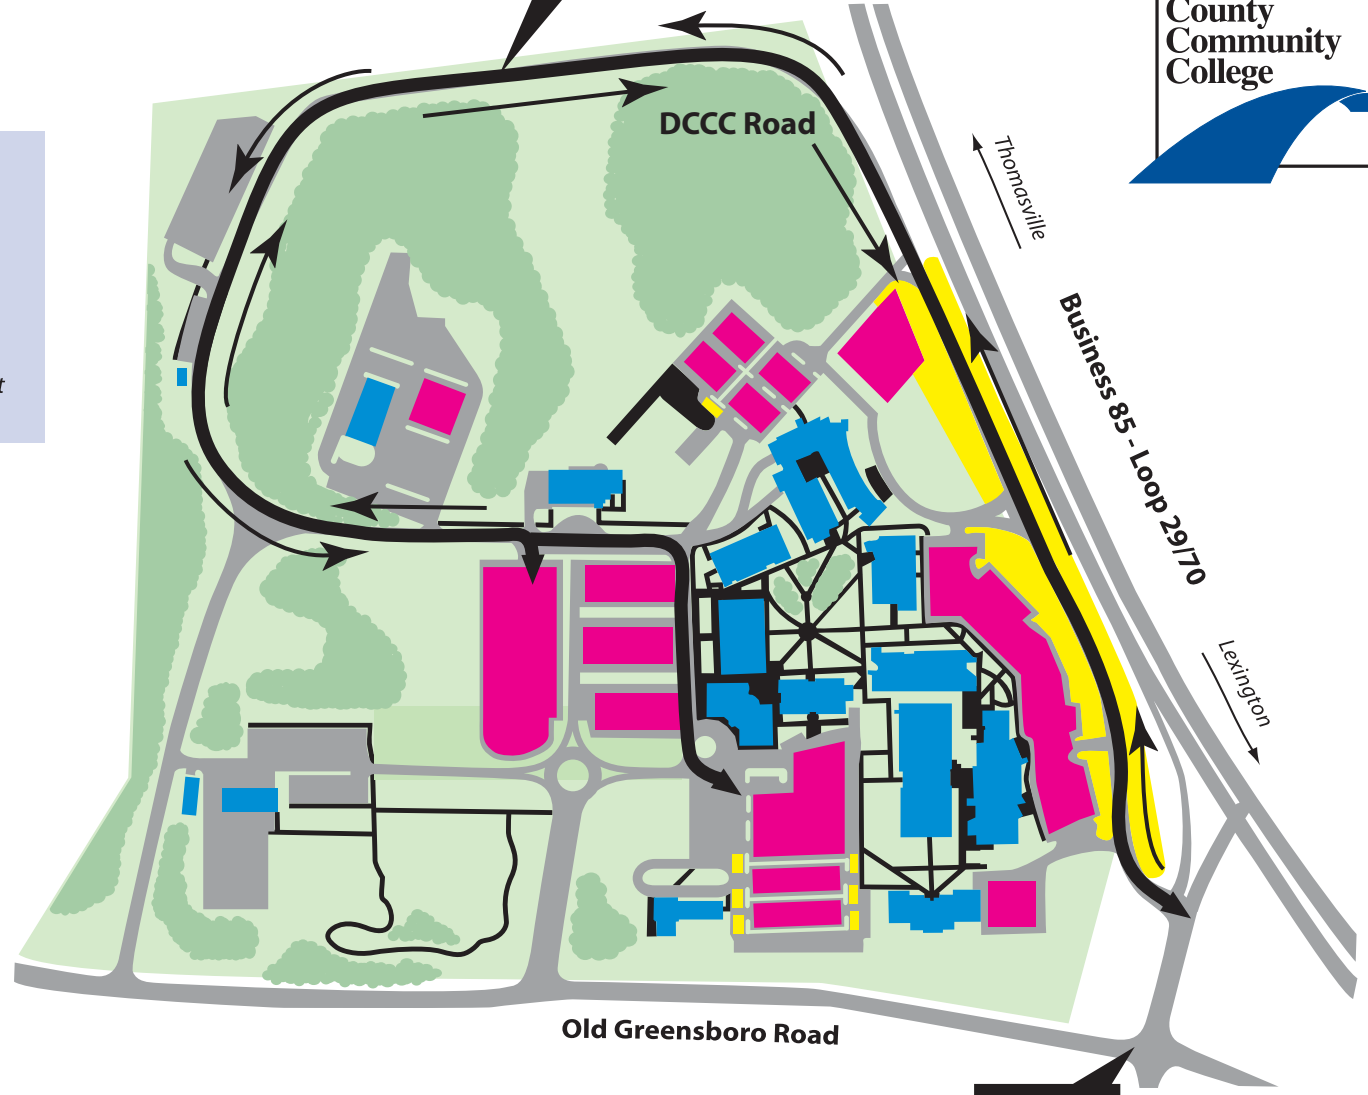 County
Community
College
DCCC Road
Thomasville
Business 85 - Loop 29/70
Lexington
t
Old Greensboro Road